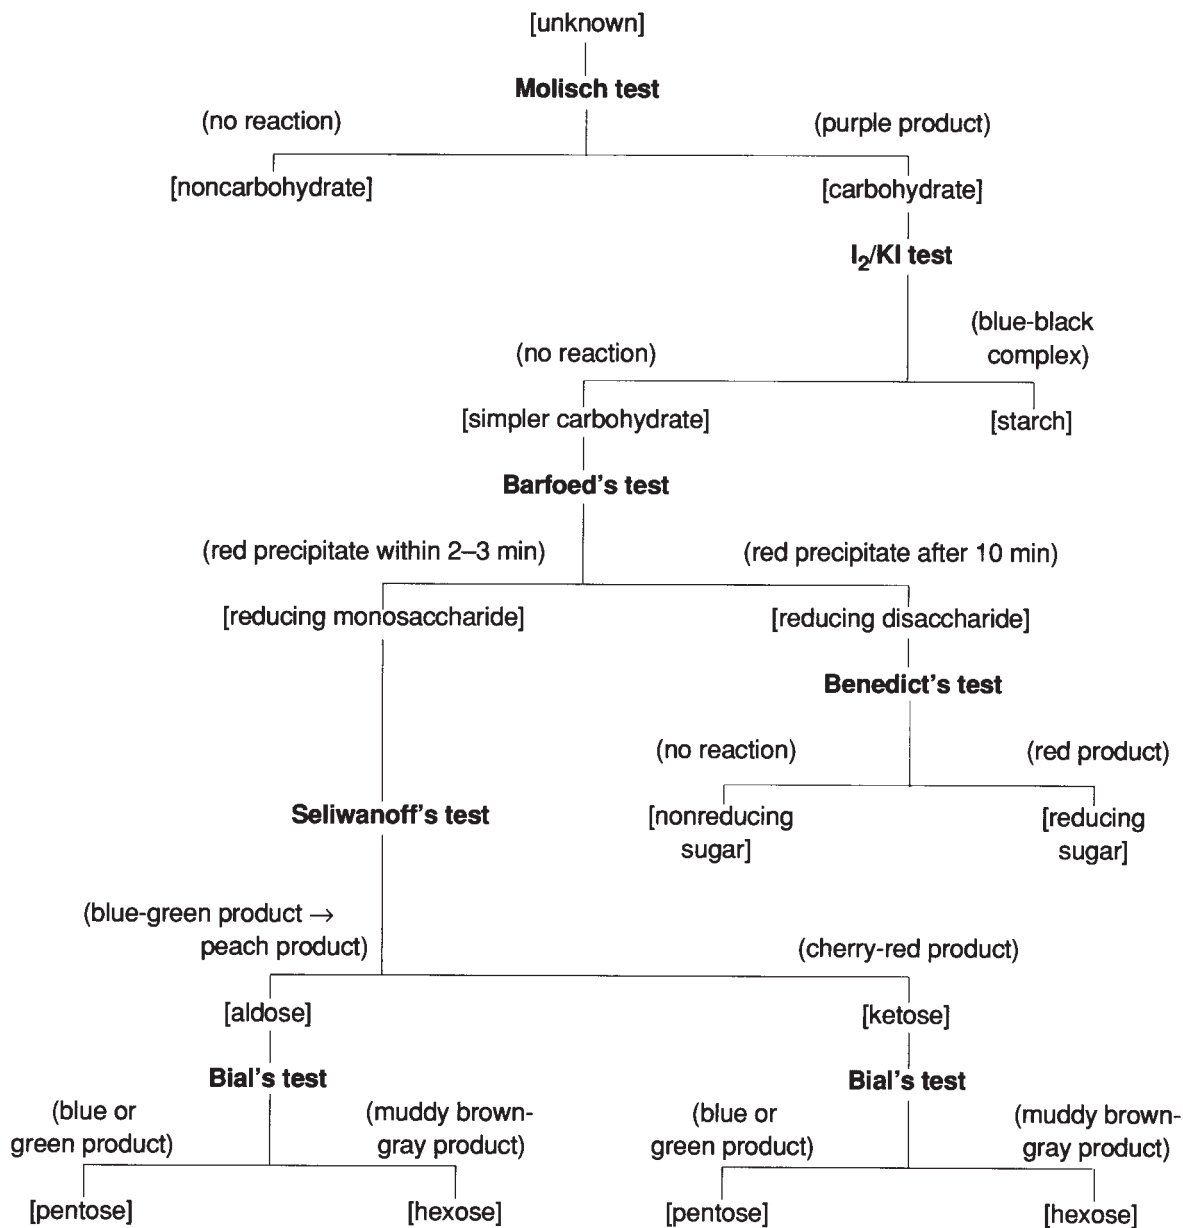 [unknown]
Molisch test
(no reaction)
(purple product)
[noncarbohydrate]
[carbohydrate]
I₂/KI test
(blue-black
complex)
(no reaction)
[simpler carbohydrate]
[starch]
Barfoed's test
(red precipitate within 2–3 min)
(red precipitate after 10 min)
[reducing monosaccharide]
[reducing disaccharide]
Benedict's test
(no reaction)
(red product)
Seliwanoff's test
[nonreducing
sugar]
[reducing
sugar]
(blue-green product →
peach product)
(cherry-red product)
[aldose]
[ketose]
Bial's test
Bial's test
(blue or
green product)
(muddy brown-
gray product)
(blue or
green product)
(muddy brown-
gray product)
[pentose]
[hexose]
[pentose]
[hexose]